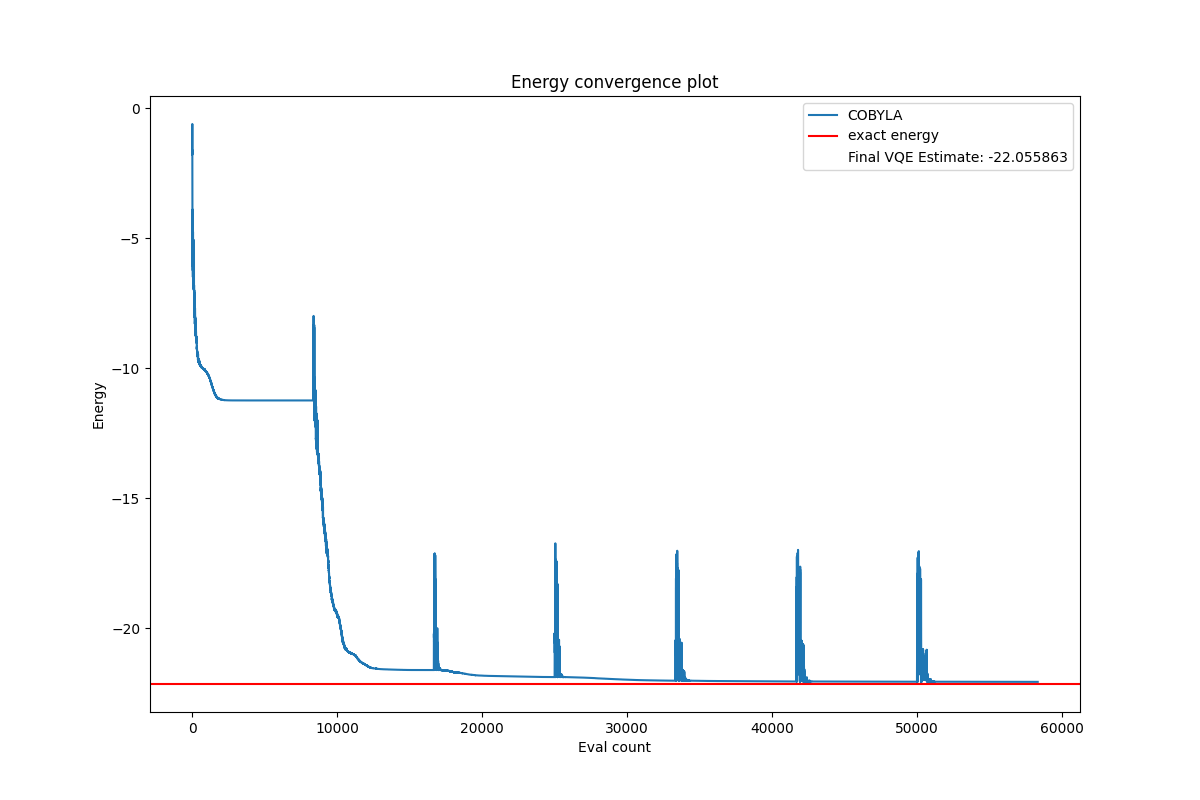 Energy convergence plot
COBYLA
exact energy
Final VQE Estimate: -22.055863
0
−5
−10
−15
−20
Energy
0 10000 20000 30000 40000 50000 60000
Eval count